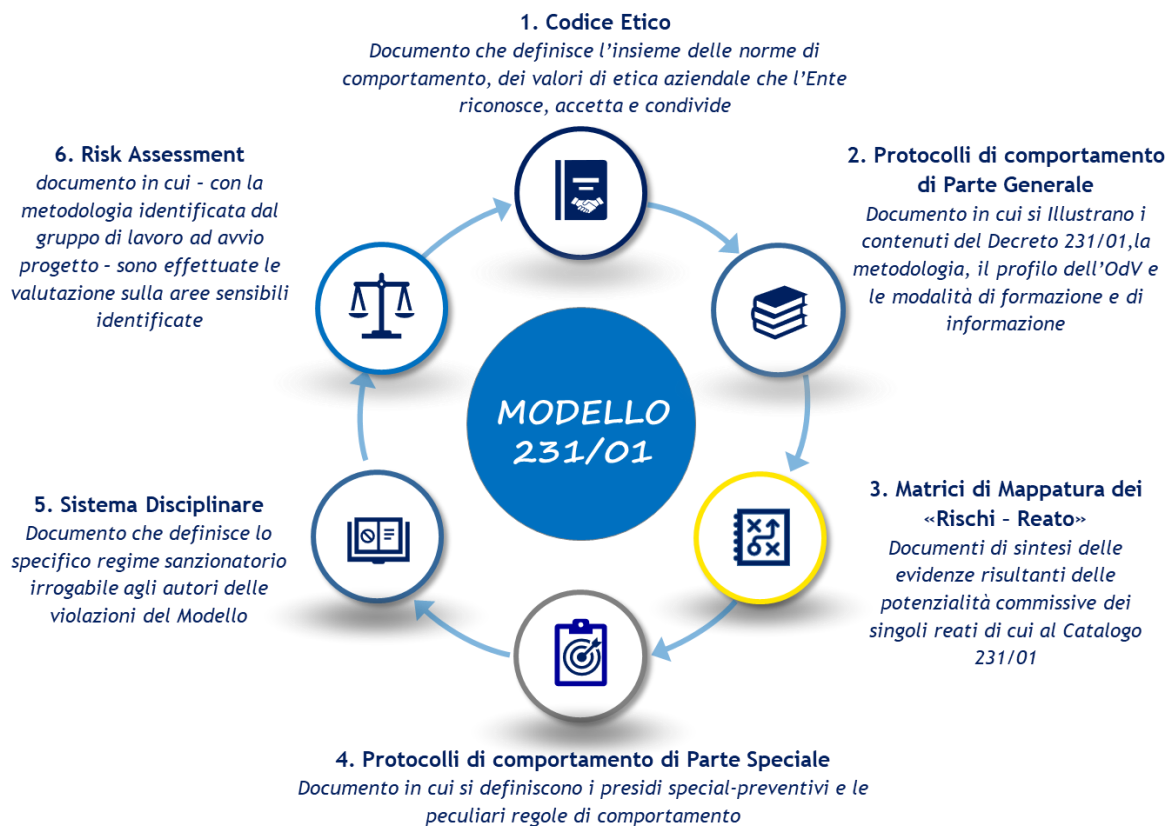 1. Codice Etico
Documento che definisce l'insieme delle norme di
comportamento, dei valori di etica aziendale che l'Ente
riconosce, accetta e condivide
2. Protocolli di comportamento
di Parte Generale
Documento in cui si Illustrano i
contenuti del Decreto 231/01,la
metodologia, il profilo dell'OdV e
le modalità di formazione e di
informazione
3. Matrici di Mappatura dei
«Rischi – Reato»
Documenti di sintesi delle
evidenze risultanti delle
potenzialità commissive dei
singoli reati di cui al Catalogo
231/01
4. Protocolli di comportamento di Parte Speciale
Documento in cui si definiscono i presidi special-preventivi e le
peculiari regole di comportamento
5. Sistema Disciplinare
Documento che definisce lo
specifico regime sanzionatorio
irrogabile agli autori delle
violazioni del Modello
6. Risk Assessment
documento in cui – con la
metodologia identificata dal
gruppo di lavoro ad avvio
progetto – sono effettuate le
valutazione sulla aree sensibili
identificate
MODELLO
231/01